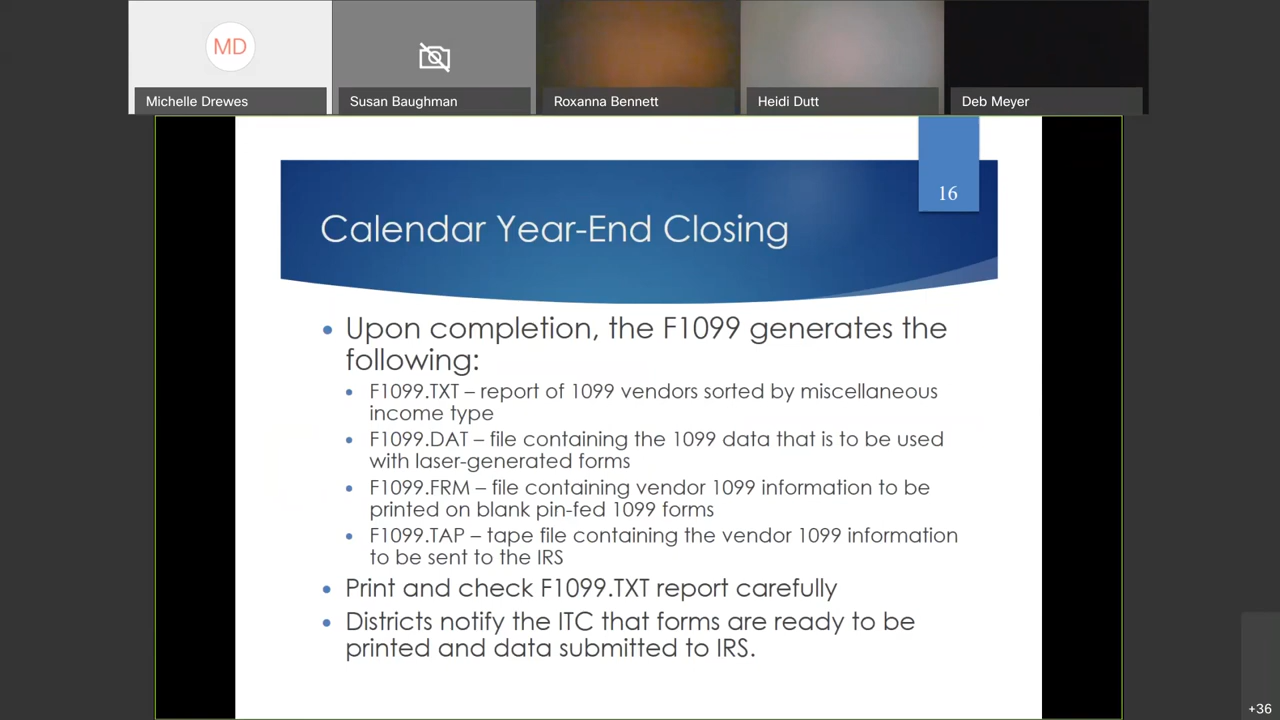 MD
Michelle Drewes
Susan Baughman
Roxanna Bennett
Heidi Dutt
Deb Meyer
16
Calendar Year-End Closing
• Upon completion, the F1099 generates the
following:
• F1099.TXT – report of 1099 vendors sorted by miscellaneous
income type
• F1099.DAT – file containing the 1099 data that is to be used
with laser-generated forms
• F1099.FRM – file containing vendor 1099 information to be
printed on blank pin-fed 1099 forms
• F1099.TAP – tape file containing the vendor 1099 information
to be sent to the IRS
• Print and check F1099.TXT report carefully
• Districts notify the ITC that forms are ready to be
printed and data submitted to IRS.
+36